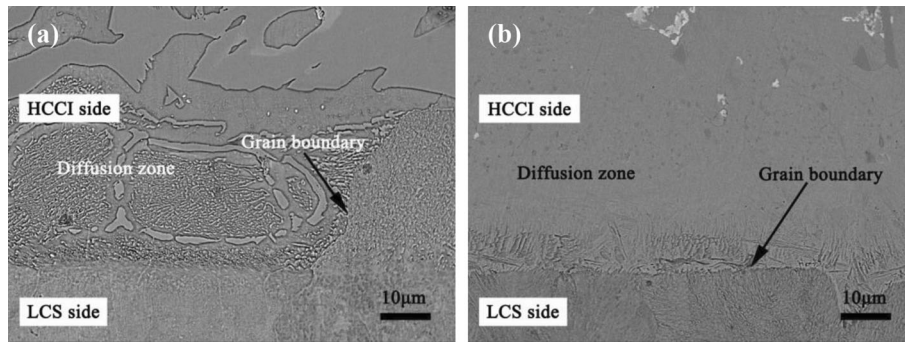 (a)
HCCI side
Grain boundary
Diffusion zone
10μm
LCS side
(b)
HCCI side
Diffusion zone
Grain boundary
10μm
LCS side